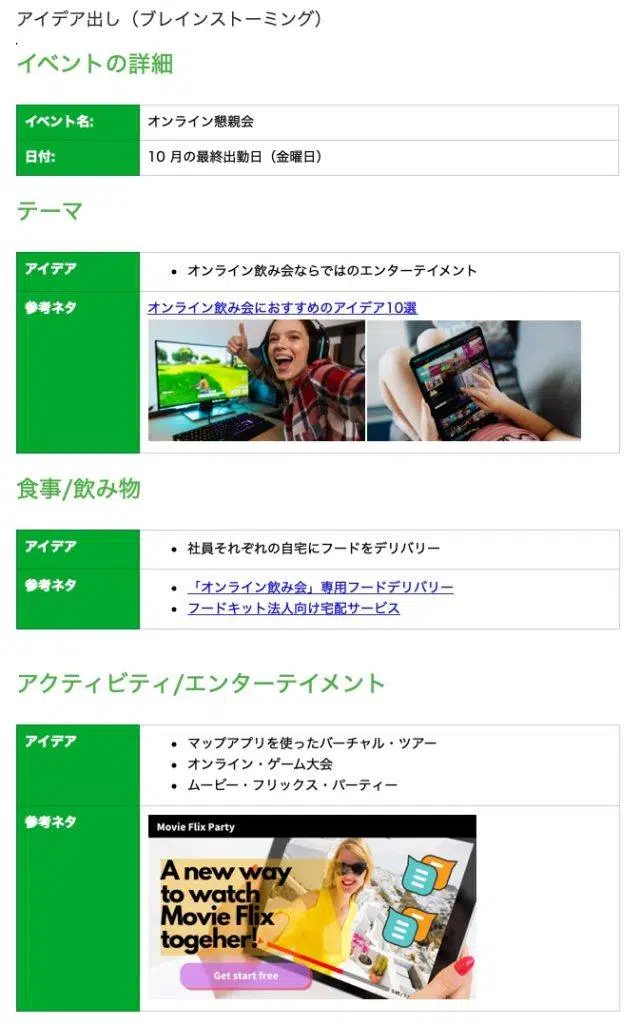 アイデア出し（ブレインストーミング）
イベントの詳細
イベント名:
オンライン懇親会
日付:
10 月の最終出勤日（金曜日）
テーマ
アイデア
• オンライン飲み会ならではのエンターテイメント
参考ネタ
オンライン飲み会におすすめのアイデア10選
食事/飲み物
アイデア
• 社員それぞれの自宅にフードをデリバリー
参考ネタ
• 「オンライン飲み会」専用フードデリバリー
• フードキット法人向け宅配サービス
アクティビティ/エンターテイメント
アイデア
• マップアプリを使ったバーチャル・ツアー
• オンライン・ゲーム大会
• ムービー・フリックス・パーティー
参考ネタ
Movie Flix Party
A new way
to watch
Movie Flix
togeher!
Get start free